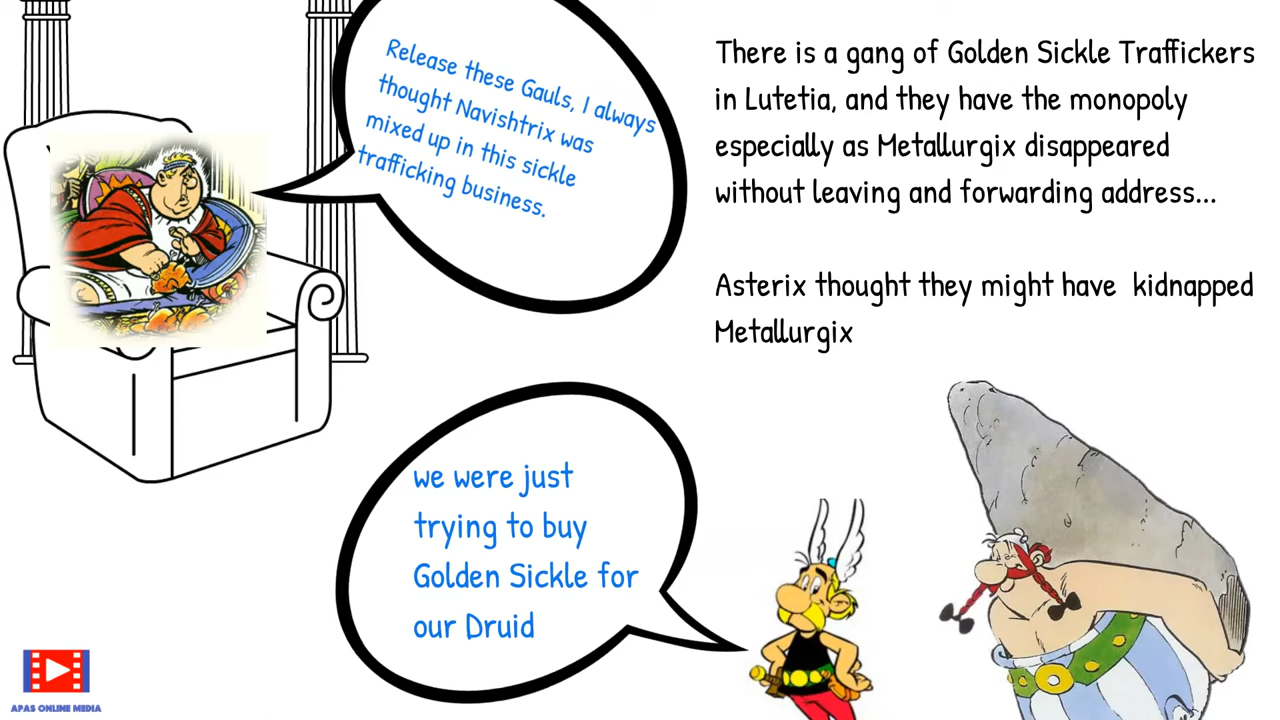 Release these Gauls, I always
thought Navishtrix was
mixed up in this sickle
trafficking business.
There is a gang of Golden Sickle Traffickers
in Lutetia, and they have the monopoly
especially as Metallurgix disappeared
without leaving and forwarding address...
Asterix thought they might have  kidnapped
Metallurgix
we were just
trying to buy
Golden Sickle for
our Druid
APAS ONLINE MEDIA